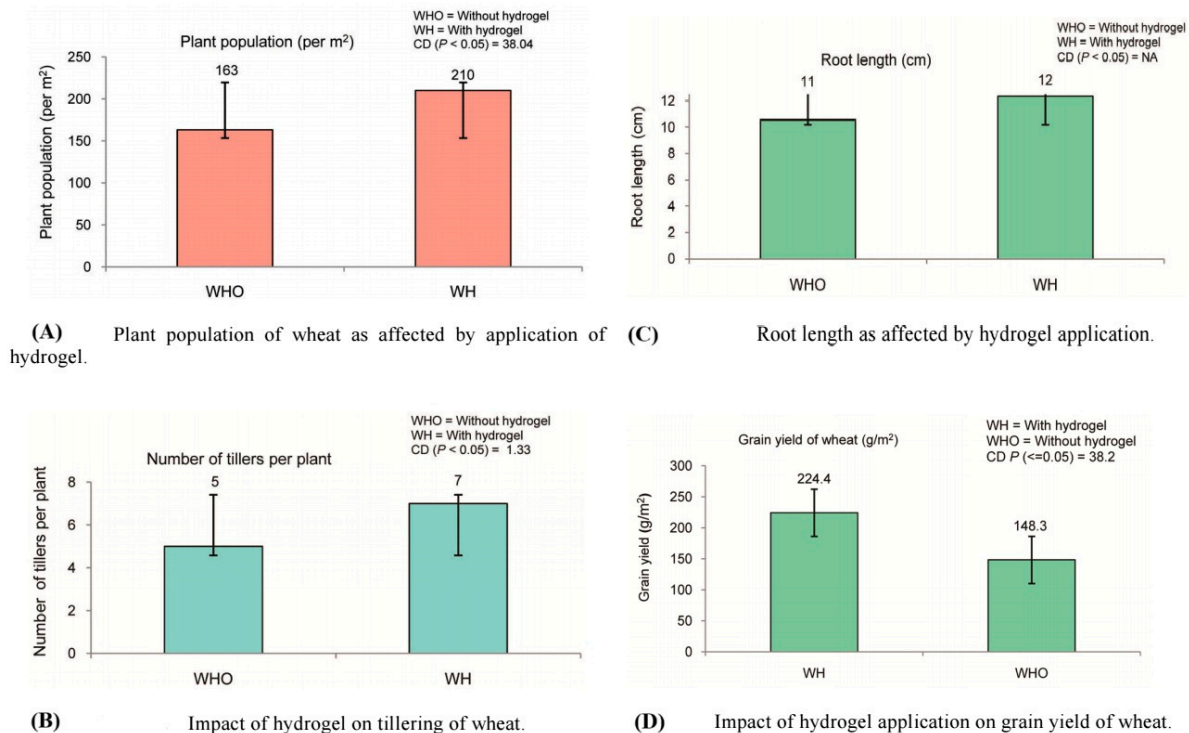 WHO = Without hydrogel
WH = With hydrogel
CD (P < 0.05) = 38.04
Plant population (per m²)
163
210
250
200
150
100
50
0
Plant population (per m²)
WHO
WH
(A) Plant population of wheat as affected by application of
hydrogel.
WHO = Without hydrogel
WH = With hydrogel
CD (P < 0.05) = NA
Root length (cm)
11
12
12
10
8
6
4
2
0
Root length (cm)
WHO
WH
(C) Root length as affected by hydrogel application.
WHO = Without hydrogel
WH = With hydrogel
CD (P < 0.05) = 1.33
Number of tillers per plant
5
7
8
6
4
2
0
Number of tillers per plant
WHO
WH
(B) Impact of hydrogel on tillering of wheat.
WH = With hydrogel
WHO = Without hydrogel
CD P (<=0.05) = 38.2
Grain yield of wheat (g/m²)
224.4
148.3
300
250
200
150
100
50
0
Grain yield (g/m²)
WH
WHO
(D) Impact of hydrogel application on grain yield of wheat.